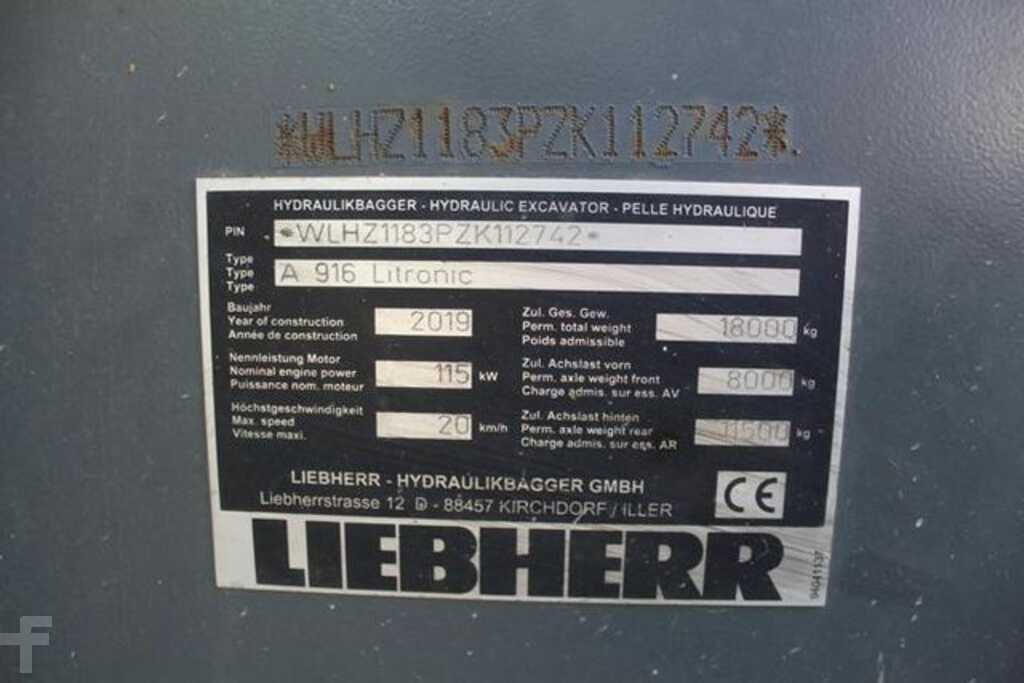 *WLHZ1183PZK112742*.
HYDRAULIKBAGGER - HYDRAULIC EXCAVATOR - PELLE HYDRAULIQUE
PIN *WLHZ1183PZK112742*
Type
Type A 916 Litronic
Type
Baujahr
Year of construction 2019
Année de construction
Zul. Ges. Gew.
Perm. total weight 18000 kg
Poids admissible
Nennleistung Motor
Nominal engine power 115 kW
Puissance nom. moteur
Zul. Achslast vorn
Perm. axle weight front 8000 kg
Charge admis. sur ess. AV
Höchstgeschwindigkeit
Max. speed 20 km/h
Vitesse maxi.
Zul. Achslast hinten
Perm. axle weight rear 11500 kg
Charge admis. sur ess. AR
LIEBHERR - HYDRAULIKBAGGER GMBH
Liebherrstrasse 12 D - 88457 KIRCHDORF / ILLER
CE
LIEBHERR
94041137
F